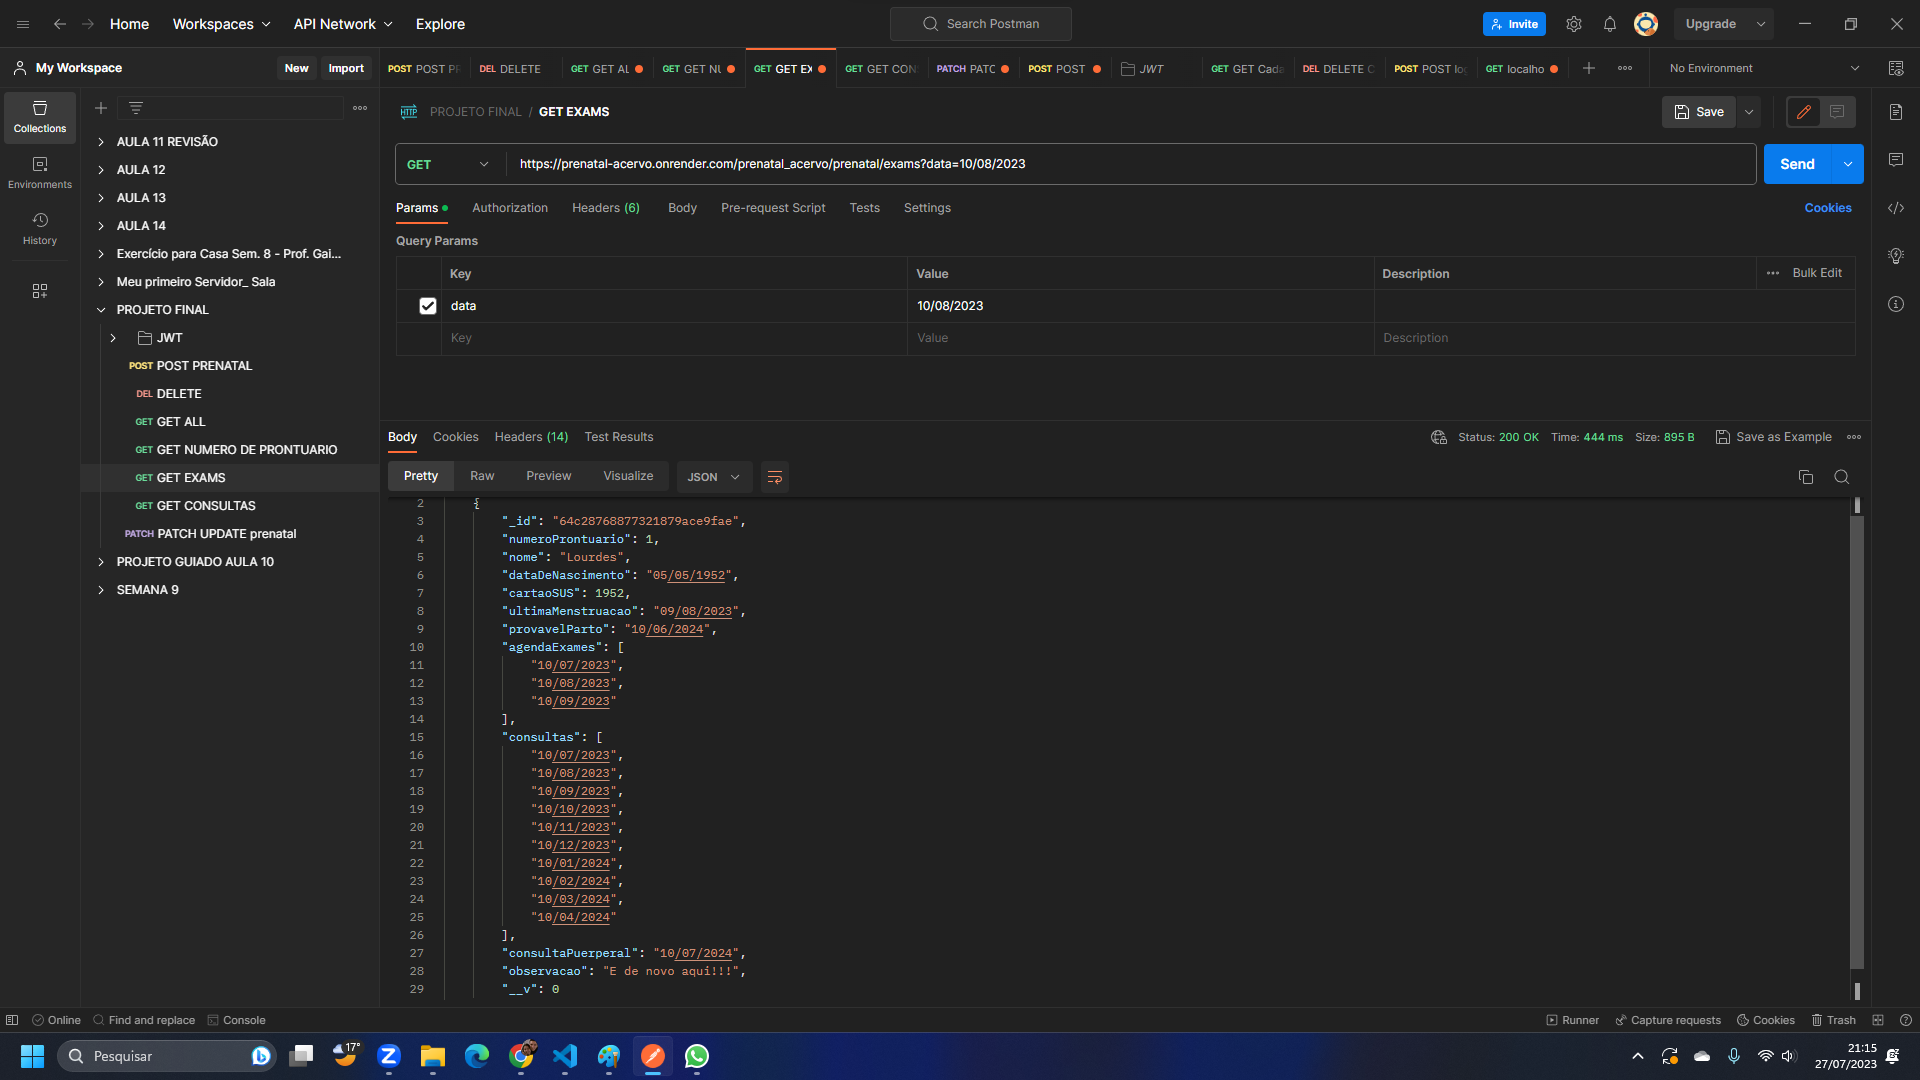 Home
Workspaces
API Network
Explore
Search Postman
Invite
Upgrade
My Workspace
New
Import
POST POST PR
DEL DELETE
GET GET AL
GET GET NU
GET GET EX
GET GET CON
PATCH PATC
POST POST
JWT
GET GET Cada
DEL DELETE C
POST POST log
GET localho
No Environment
Collections
Environments
History
AULA 11 REVISÃO
AULA 12
AULA 13
AULA 14
Exercício para Casa Sem. 8 - Prof. Gai...
Meu primeiro Servidor_ Sala
PROJETO FINAL
JWT
POST POST PRENATAL
DEL DELETE
GET GET ALL
GET GET NUMERO DE PRONTUARIO
GET GET EXAMS
GET GET CONSULTAS
PATCH PATCH UPDATE prenatal
PROJETO GUIADO AULA 10
SEMANA 9
HTTP PROJETO FINAL / GET EXAMS
Save
GET
https://prenatal-acervo.onrender.com/prenatal_acervo/prenatal/exams?data=10/08/2023
Send
Params
Authorization
Headers (6)
Body
Pre-request Script
Tests
Settings
Cookies
Query Params
Key
Value
Description
Bulk Edit
data
10/08/2023
Key
Value
Description
Body
Cookies
Headers (14)
Test Results
Status: 200 OK
Time: 444 ms
Size: 895 B
Save as Example
Pretty
Raw
Preview
Visualize
JSON
2 {
3 "_id": "64c28768877321879ace9fae",
4 "numeroProntuario": 1,
5 "nome": "Lourdes",
6 "dataDeNascimento": "05/05/1952",
7 "cartaoSUS": 1952,
8 "ultimaMenstruacao": "09/08/2023",
9 "provavelParto": "10/06/2024",
10 "agendaExames": [
11 "10/07/2023",
12 "10/08/2023",
13 "10/09/2023"
14 ],
15 "consultas": [
16 "10/07/2023",
17 "10/08/2023",
18 "10/09/2023",
19 "10/10/2023",
20 "10/11/2023",
21 "10/12/2023",
22 "10/01/2024",
23 "10/02/2024",
24 "10/03/2024",
25 "10/04/2024"
26 ],
27 "consultaPuerperal": "10/07/2024",
28 "observacao": "E de novo aqui!!!",
29 "__v": 0
Online
Find and replace
Console
Runner
Capture requests
Cookies
Trash
Pesquisar
17°
21:15
27/07/2023